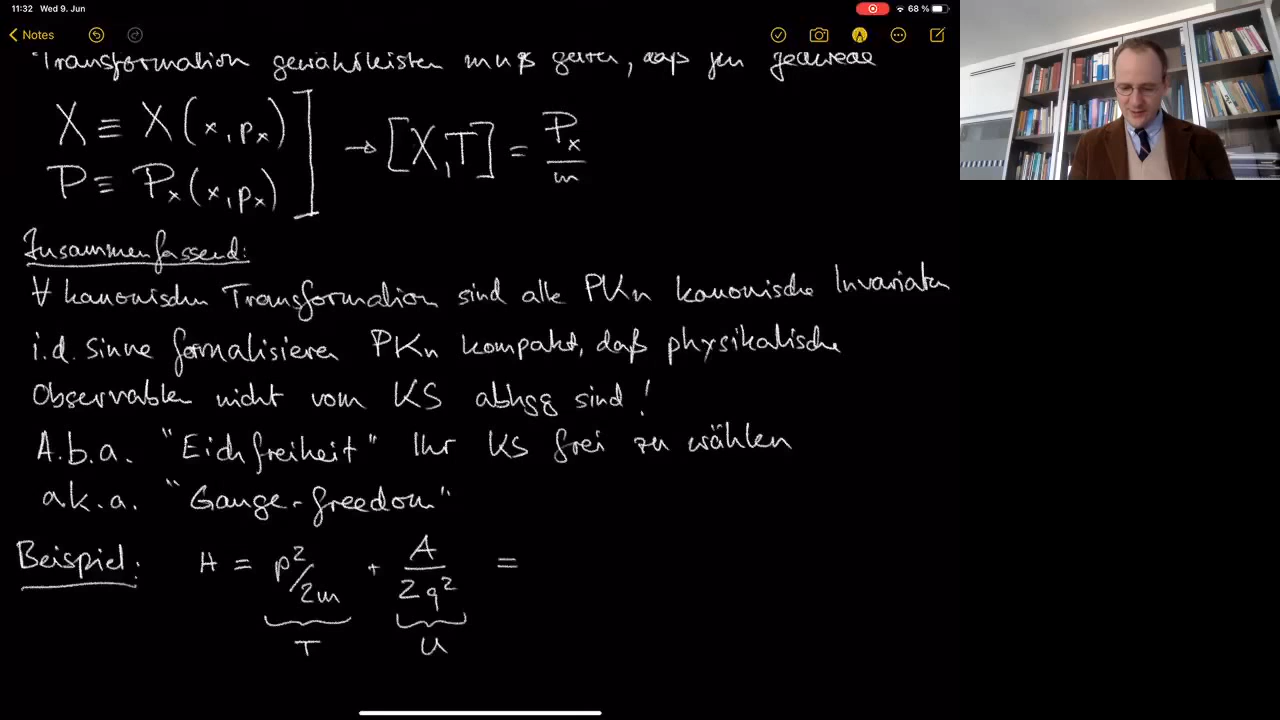 11:32 Wed 9. Jun 68 %
Notes
Transformation gewährleisten muß gelten, daß für jedwede
X ≡ X(x, pₓ)
P ≡ Pₓ(x, pₓ) ] → [X, T] = Pₓ/m
Zusammenfassend:
∀ kanonischen Transformation sind alle PKn kanonische Invarianten
i.d. Sinne formalisieren PKn kompakt, daß physikalische
Observablen nicht vom KS abhgg sind!
A.b.a. "Eichfreiheit" Ihr KS frei zu wählen
a.k.a. "Gauge-freedom"
Beispiel: H = p²/2m + A/2q² =
T U